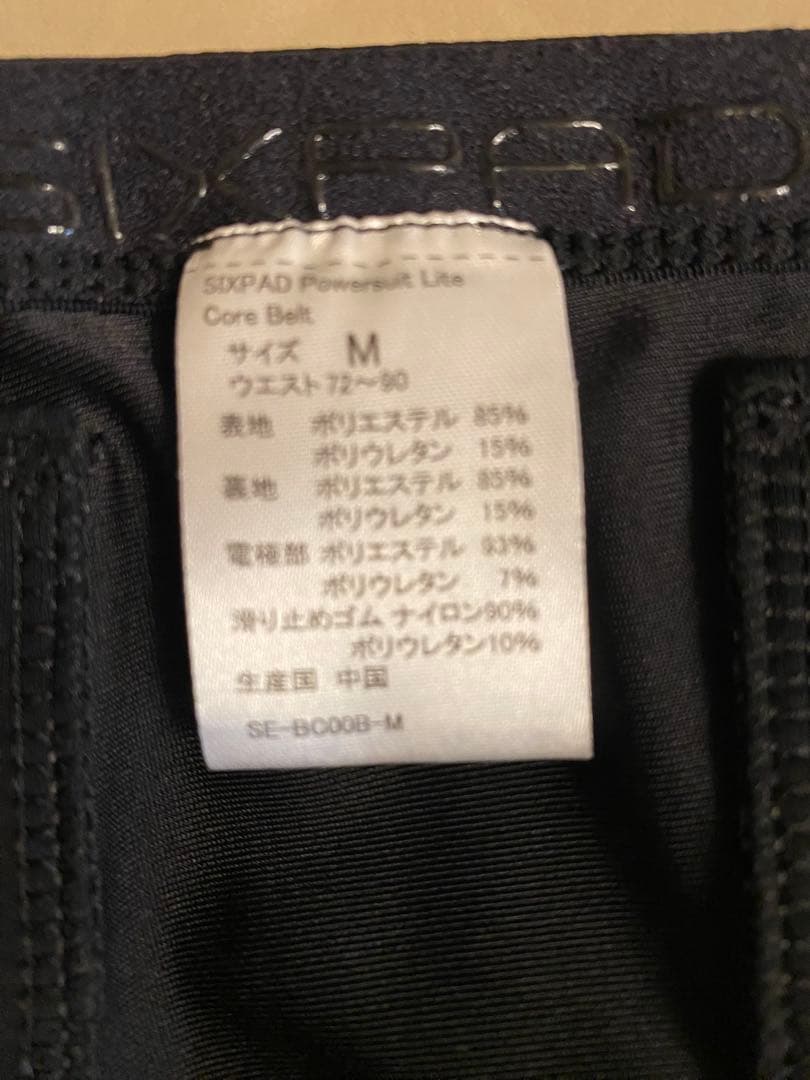 SIXPAD
SIXPAD Powersuit Lite
Core Belt
サイズ M
ウエスト72～90
表地 ポリエステル 85%
ポリウレタン 15%
裏地 ポリエステル 85%
ポリウレタン 15%
電極部 ポリエステル 93%
ポリウレタン 7%
滑り止めゴム ナイロン90%
ポリウレタン10%
生産国 中国
SE-BC00B-M